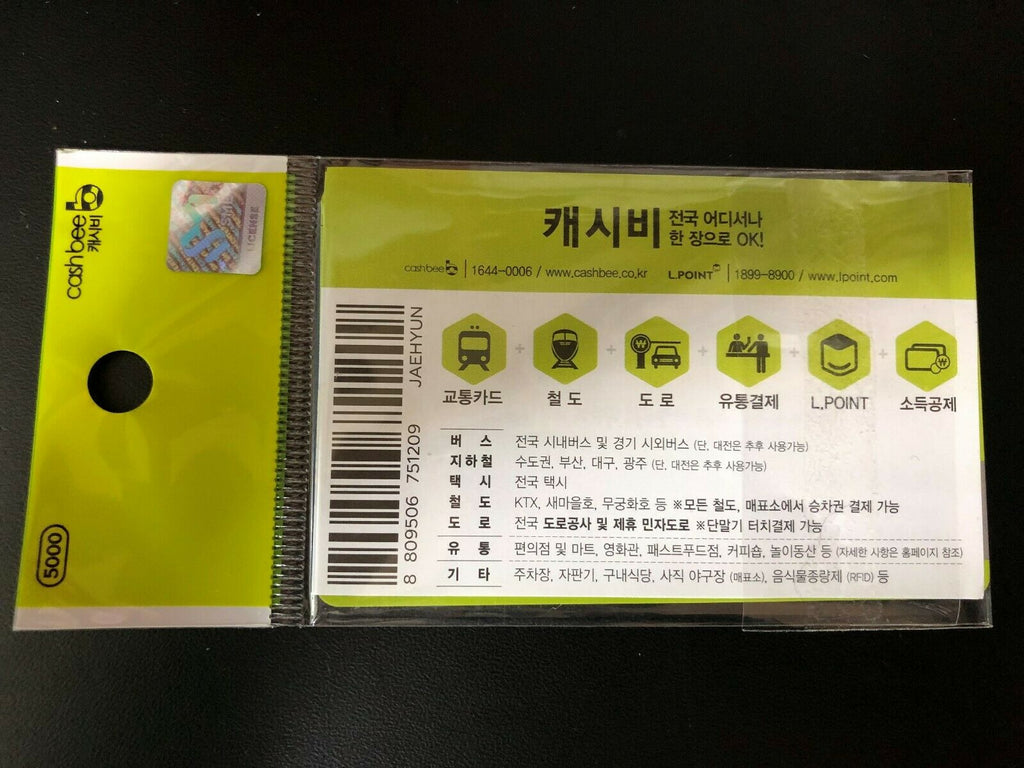 cashbee
캐시비
LICENSE
5000
캐시비 전국 어디서나
한 장으로 OK!
cashbee | 1644-0006 / www.cashbee.co.kr L.POINT | 1899-8900 / www.lpoint.com
8 809506 751209 JAEHYUN
교통카드 + 철도 + 도로 + 유통결제 + L.POINT + 소득공제
버스 전국 시내버스 및 경기 시외버스 (단, 대전은 추후 사용가능)
지하철 수도권, 부산, 대구, 광주 (단, 대전은 추후 사용가능)
택시 전국 택시
철도 KTX, 새마을호, 무궁화호 등 ※모든 철도, 매표소에서 승차권 결제 가능
도로 전국 도로공사 및 제휴 민자도로 ※단말기 터치결제 가능
유통 편의점 및 마트, 영화관, 패스트푸드점, 커피숍, 놀이동산 등 (자세한 사항은 홈페이지 참조)
기타 주차장, 자판기, 구내식당, 사직 야구장 (매표소), 음식물종량제 (RFID) 등